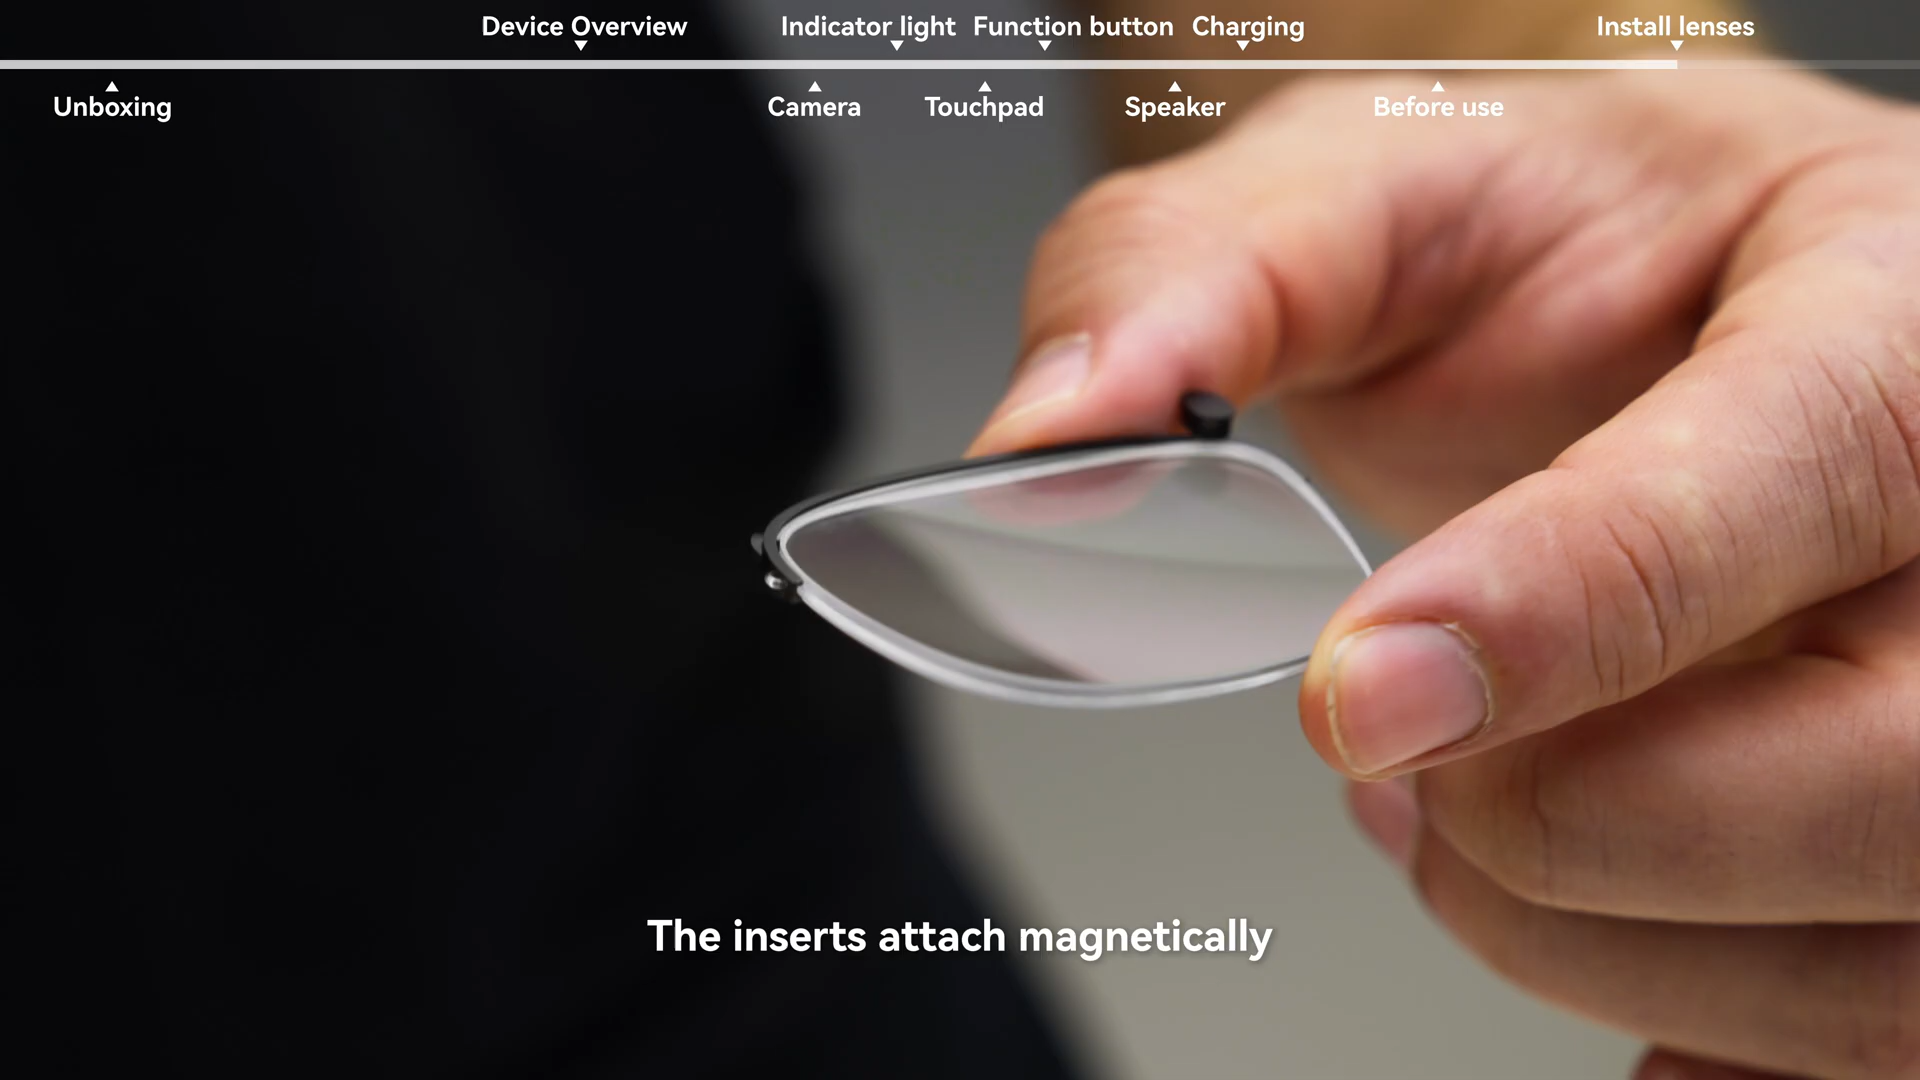 Device Overview
Indicator light
Function button
Charging
Install lenses
Unboxing
Camera
Touchpad
Speaker
Before use
The inserts attach magnetically